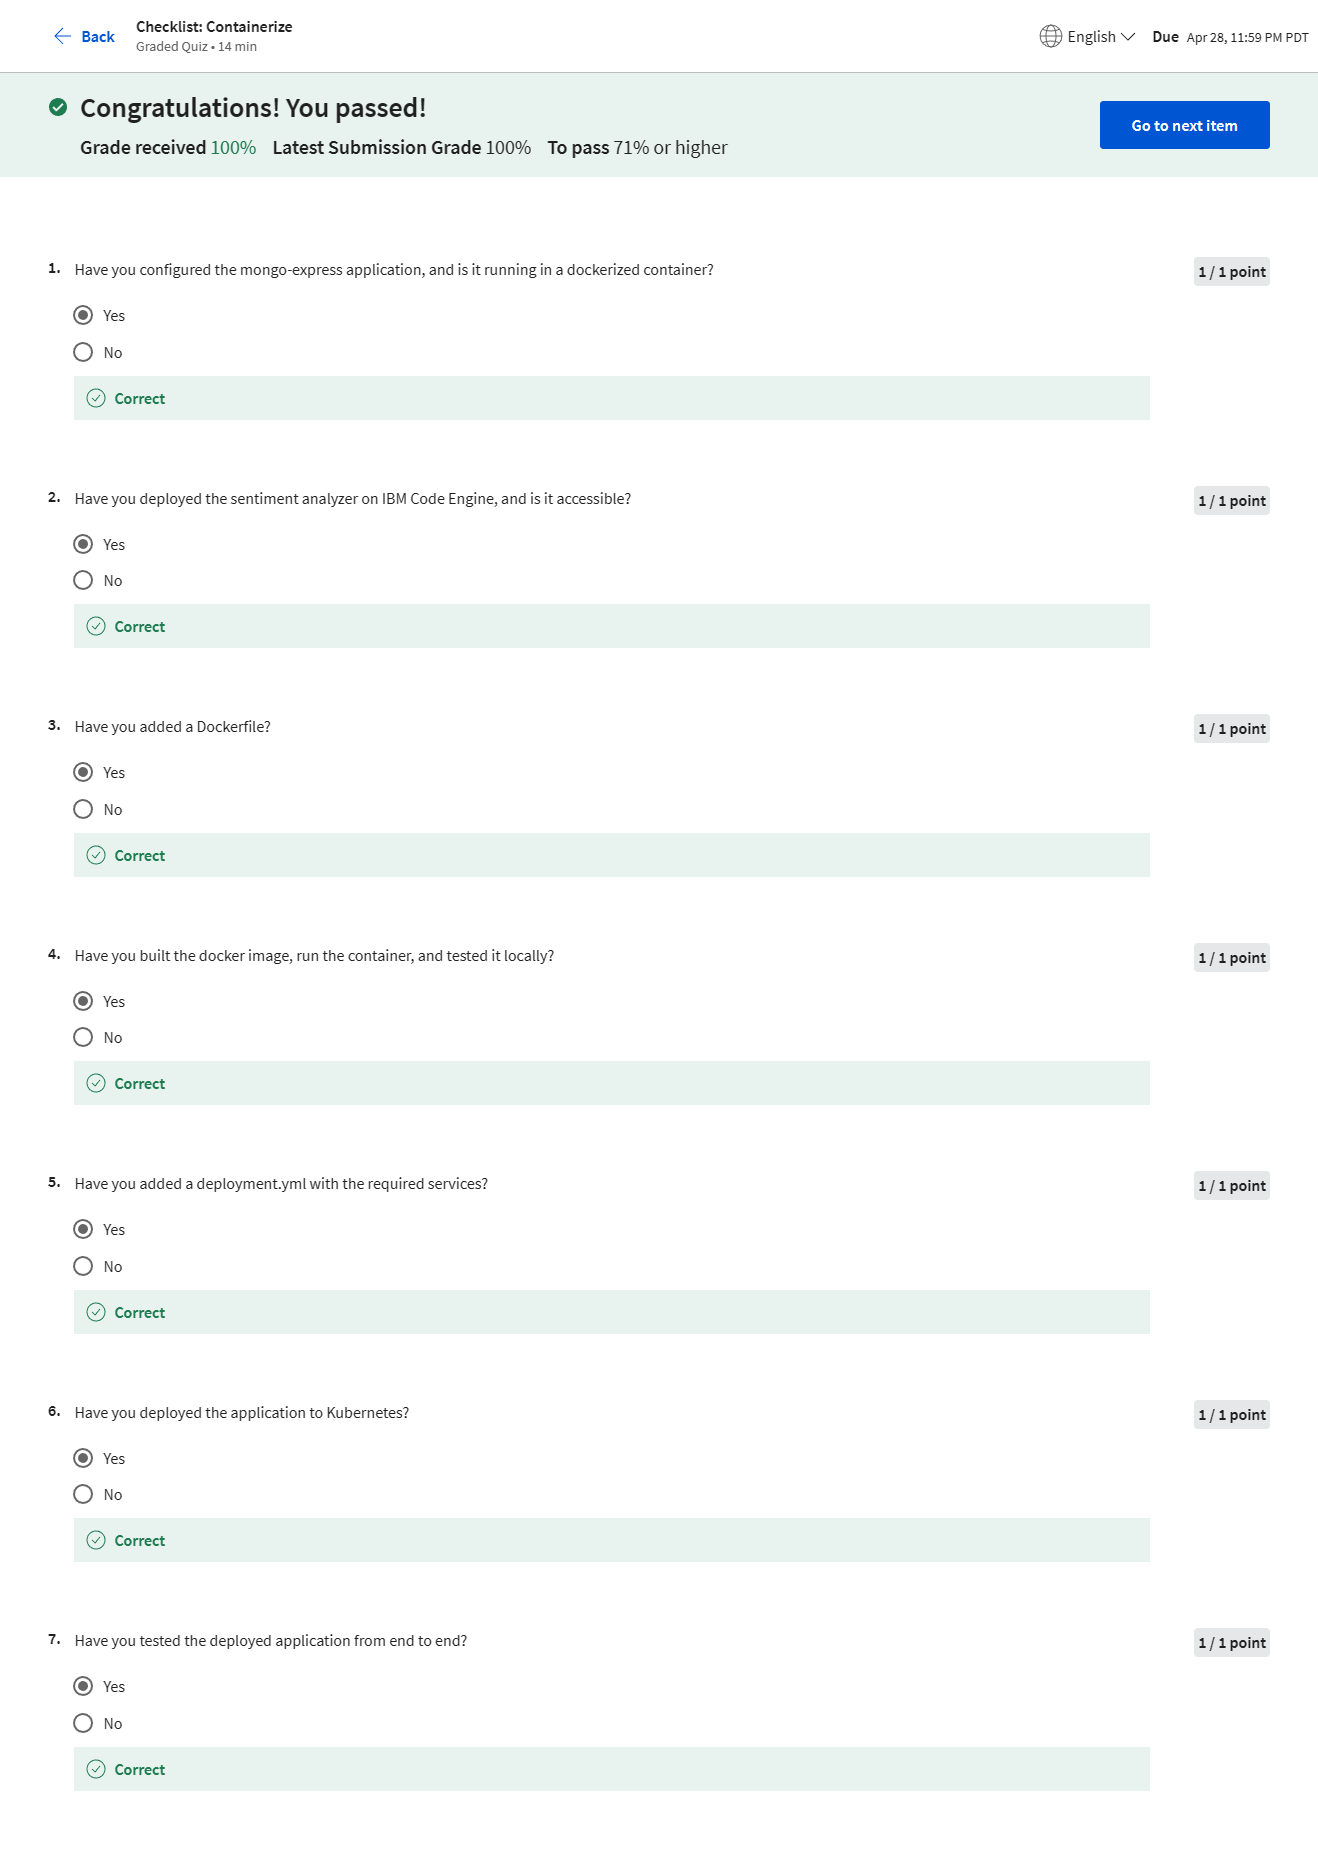 Back
Checklist: Containerize
Graded Quiz • 14 min
English
Due Apr 28, 11:59 PM PDT
Congratulations! You passed!
Grade received 100% Latest Submission Grade 100% To pass 71% or higher
Go to next item
1. Have you configured the mongo-express application, and is it running in a dockerized container?
1 / 1 point
Yes
No
Correct
2. Have you deployed the sentiment analyzer on IBM Code Engine, and is it accessible?
1 / 1 point
Yes
No
Correct
3. Have you added a Dockerfile?
1 / 1 point
Yes
No
Correct
4. Have you built the docker image, run the container, and tested it locally?
1 / 1 point
Yes
No
Correct
5. Have you added a deployment.yml with the required services?
1 / 1 point
Yes
No
Correct
6. Have you deployed the application to Kubernetes?
1 / 1 point
Yes
No
Correct
7. Have you tested the deployed application from end to end?
1 / 1 point
Yes
No
Correct